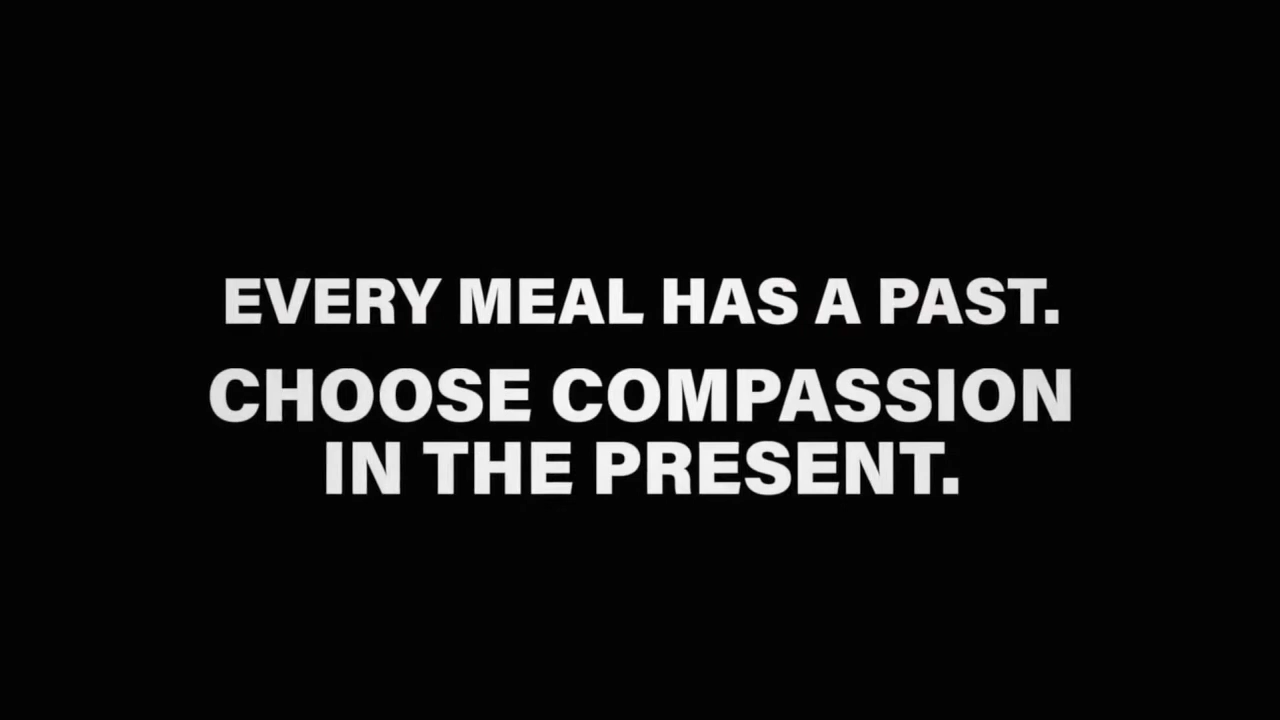 EVERY MEAL HAS A PAST.
CHOOSE COMPASSION
IN THE PRESENT.